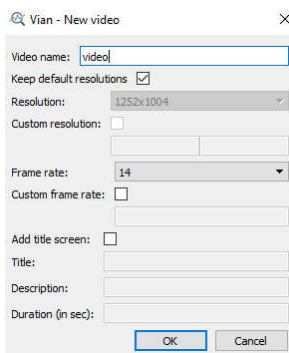 Vian - New video
Video name: video
Keep default resolutions
Resolution: 1252x1004
Custom resolution:
Frame rate: 14
Custom frame rate:
Add title screen:
Title:
Description:
Duration (in sec):
OK Cancel